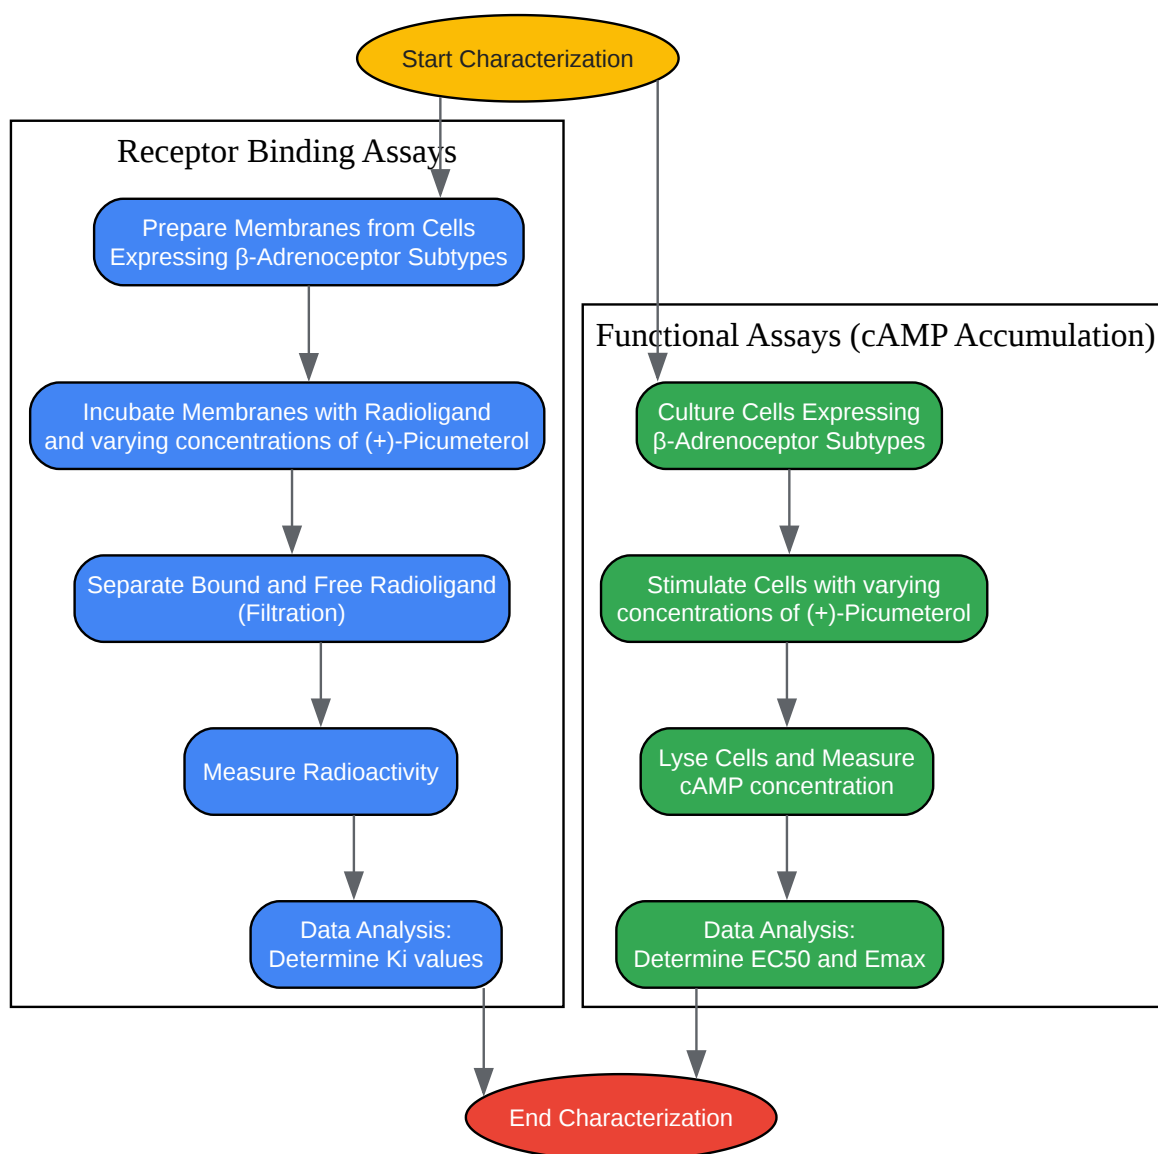 Start Characterization
Receptor Binding Assays
Prepare Membranes from Cells
Expressing β-Adrenoceptor Subtypes
Incubate Membranes with Radioligand
and varying concentrations of (+)-Picumeterol
Separate Bound and Free Radioligand
(Filtration)
Measure Radioactivity
Data Analysis:
Determine Ki values
Functional Assays (cAMP Accumulation)
Culture Cells Expressing
β-Adrenoceptor Subtypes
Stimulate Cells with varying
concentrations of (+)-Picumeterol
Lyse Cells and Measure
cAMP concentration
Data Analysis:
Determine EC50 and Emax
End Characterization